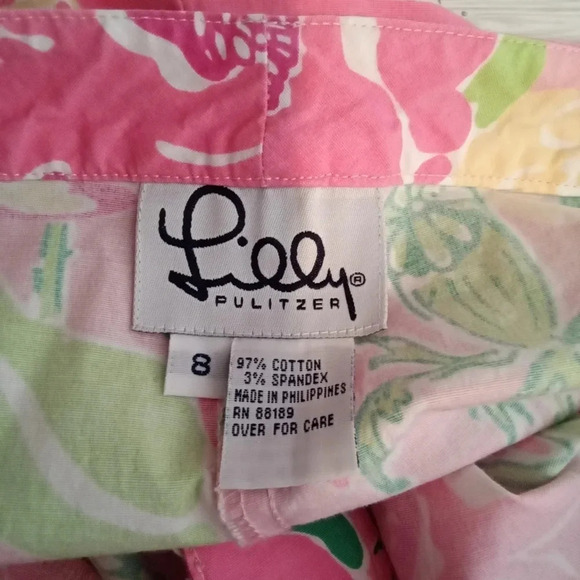 Lilly®
PULITZER
8
97% COTTON
3% SPANDEX
MADE IN PHILIPPINES
RN 88189
OVER FOR CARE